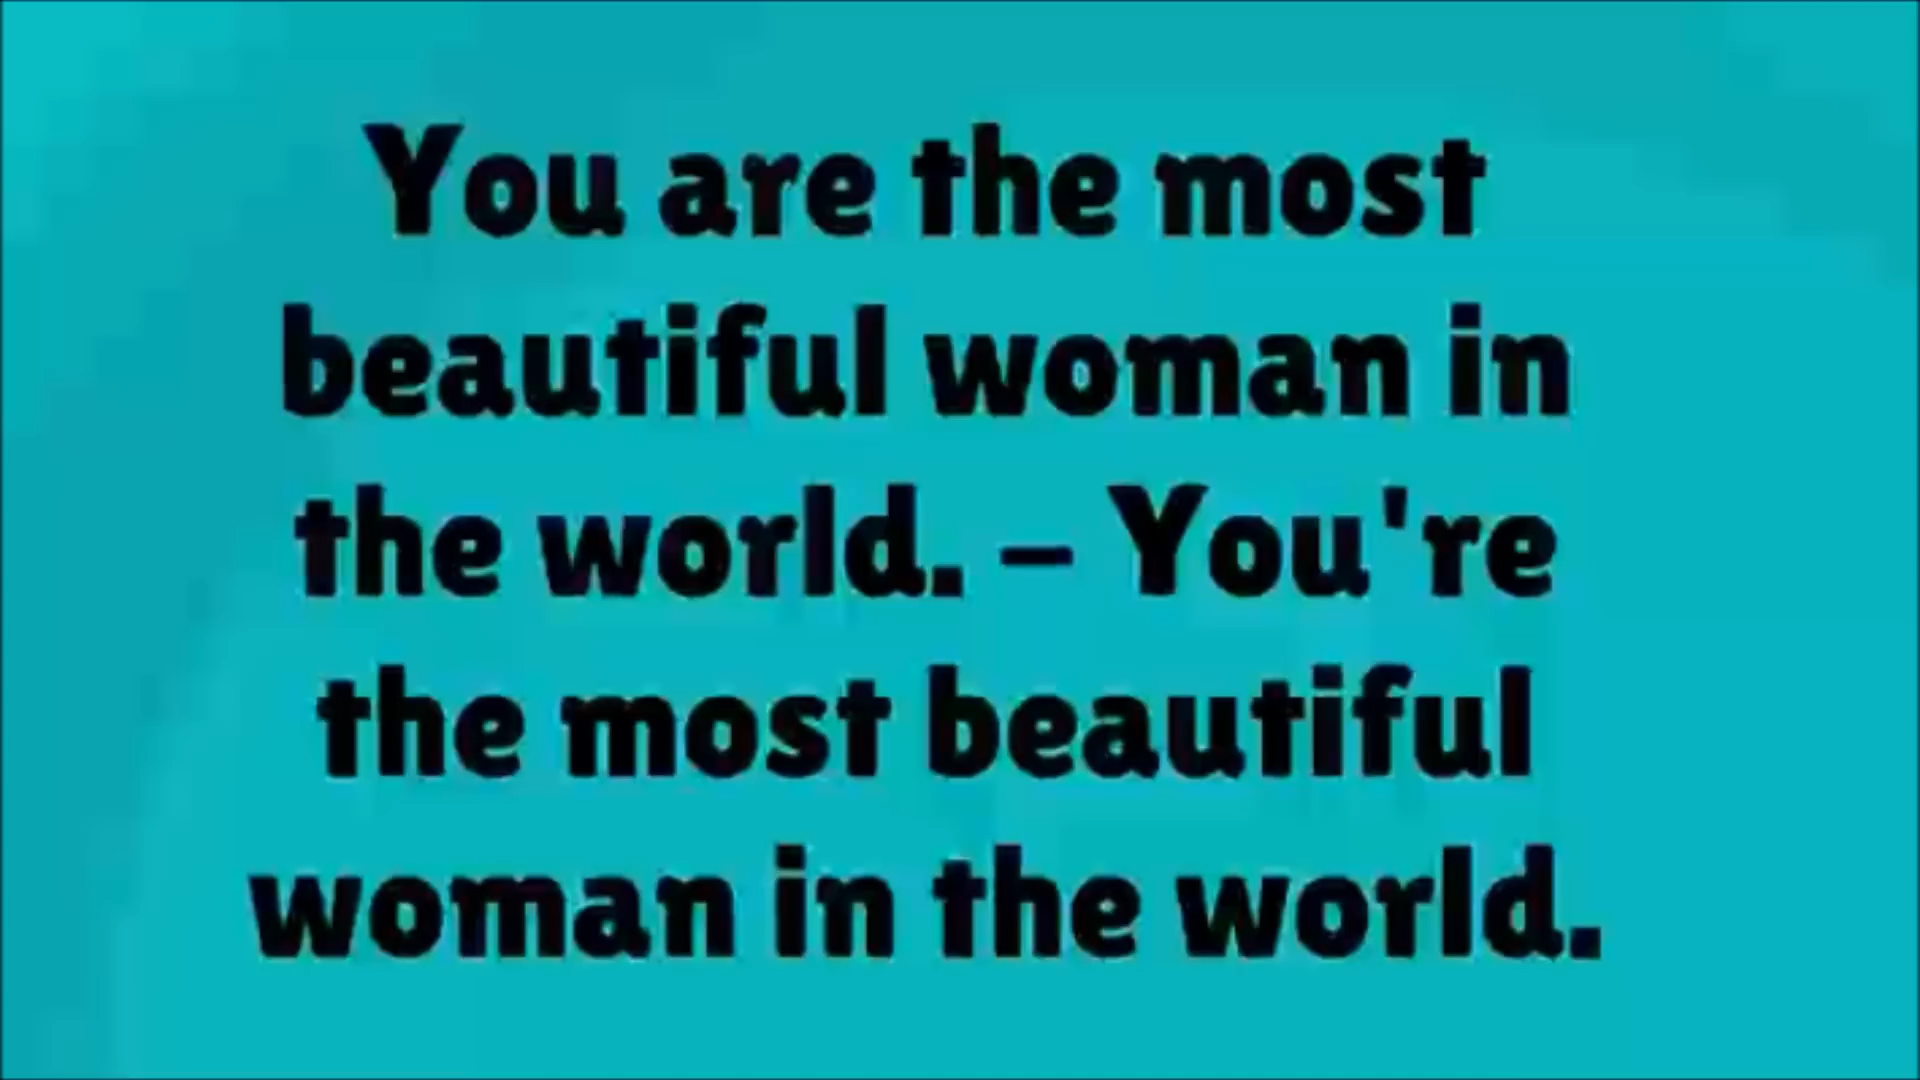 You are the most
beautiful woman in
the world. – You're
the most beautiful
woman in the world.